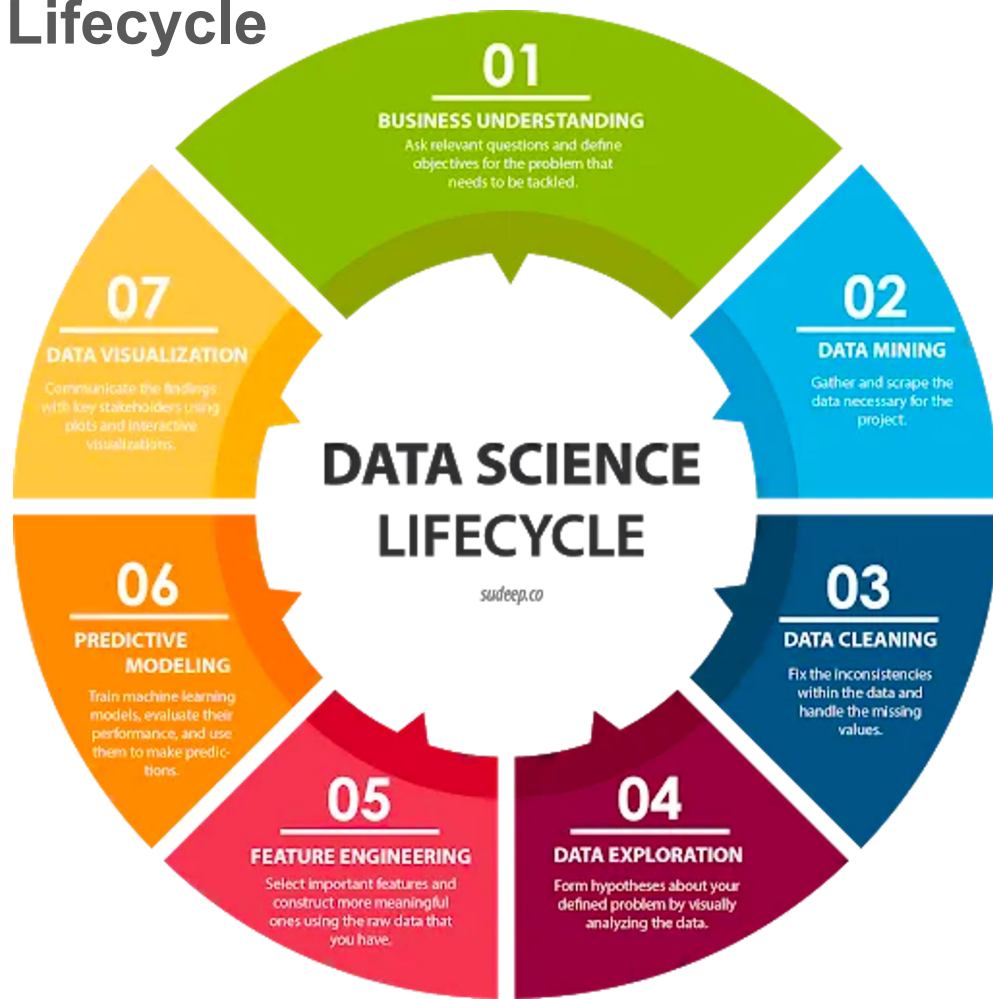 Lifecycle
01
BUSINESS UNDERSTANDING
Ask relevant questions and define
objectives for the problem that
needs to be tackled.
02
DATA MINING
Gather and scrape the
data necessary for the
project.
03
DATA CLEANING
Fix the inconsistencies
within the data and
handle the missing
values.
04
DATA EXPLORATION
Form hypotheses about your
defined problem by visually
analyzing the data.
05
FEATURE ENGINEERING
Select important features and
construct more meaningful
ones using the raw data that
you have.
06
PREDICTIVE
MODELING
Train machine learning
models, evaluate their
performance, and use
them to make predic-
tions.
07
DATA VISUALIZATION
Communicate the findings
with key stakeholders using
plots and interactive
visualizations.
DATA SCIENCE
LIFECYCLE
sudeep.co